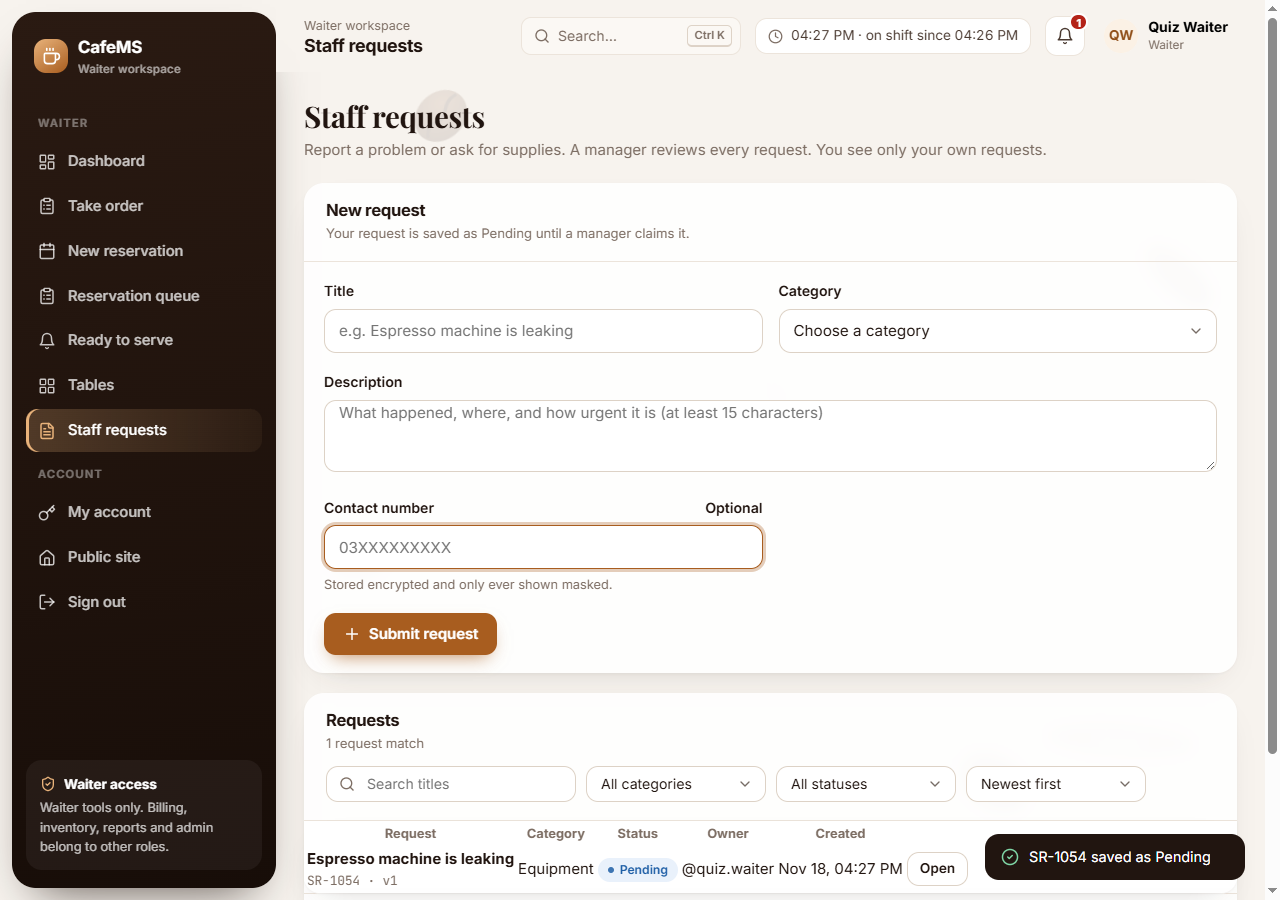 CafeMS
Waiter workspace
WAITER
Dashboard
Take order
New reservation
Reservation queue
Ready to serve
Tables
Staff requests
ACCOUNT
My account
Public site
Sign out
Waiter access
Waiter tools only. Billing,
inventory, reports and admin
belong to other roles.
Waiter workspace
Staff requests
Search...
Ctrl K
04:27 PM · on shift since 04:26 PM
1
QW
Quiz Waiter
Waiter
Staff requests
Report a problem or ask for supplies. A manager reviews every request. You see only your own requests.
New request
Your request is saved as Pending until a manager claims it.
Title
Category
e.g. Espresso machine is leaking
Choose a category
Description
What happened, where, and how urgent it is (at least 15 characters)
Contact number
Optional
03XXXXXXXXX
Stored encrypted and only ever shown masked.
Submit request
Requests
1 request match
Search titles
All categories
All statuses
Newest first
Request Category Status Owner Created
Espresso machine is leaking Equipment Pending @quiz.waiter Nov 18, 04:27 PM Open
SR-1054 · v1
SR-1054 saved as Pending